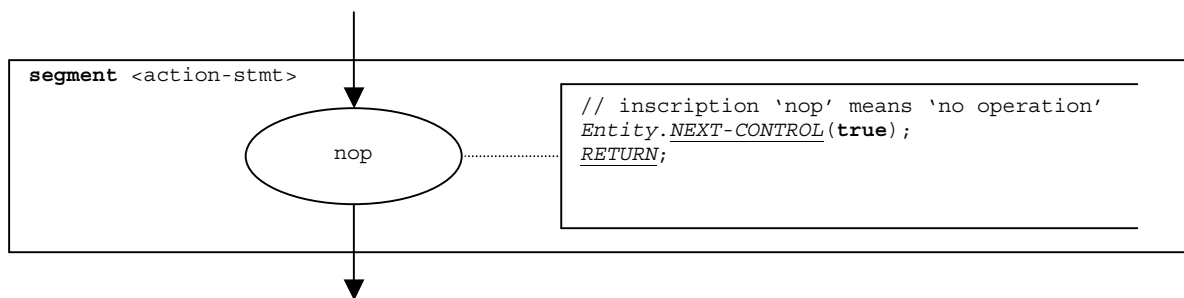 segment <action-stmt>
nop
// inscription ‘nop’ means ‘no operation’
Entity.NEXT-CONTROL(true);
RETURN;